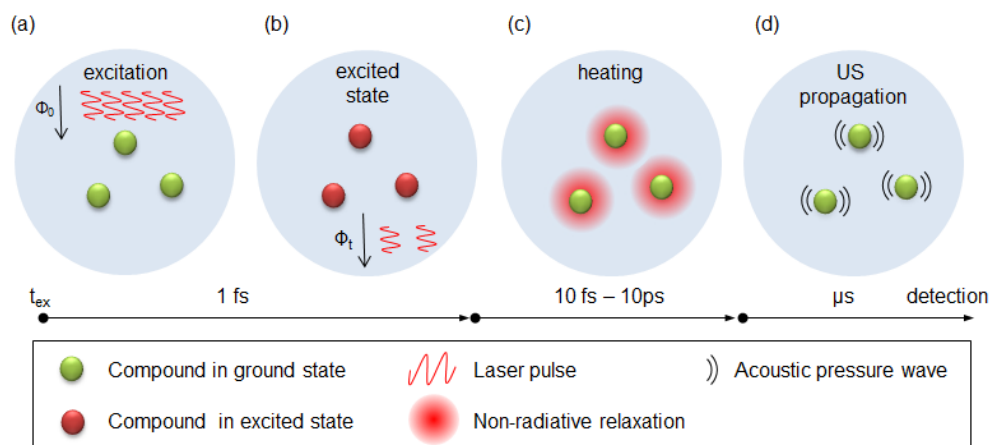 (a)
(b)
(c)
(d)
excitation
excited
state
heating
US
propagation
Φ0
Φt
tex
1 fs
10 fs – 10ps
μs
detection
Compound in ground state
Laser pulse
Acoustic pressure wave
Compound in excited state
Non-radiative relaxation